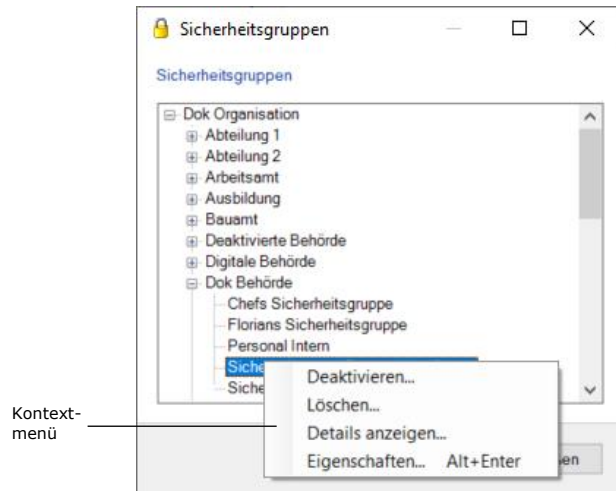 Sicherheitsgruppen
Sicherheitsgruppen
Dok Organisation
Abteilung 1
Abteilung 2
Arbeitsamt
Ausbildung
Bauamt
Deaktivierte Behörde
Digitale Behörde
Dok Behörde
Chefs Sicherheitsgruppe
Florians Sicherheitsgruppe
Personal Intern
Siche
Siche
Deaktivieren...
Löschen...
Details anzeigen...
Eigenschaften... Alt+Enter
Kontext-
menü